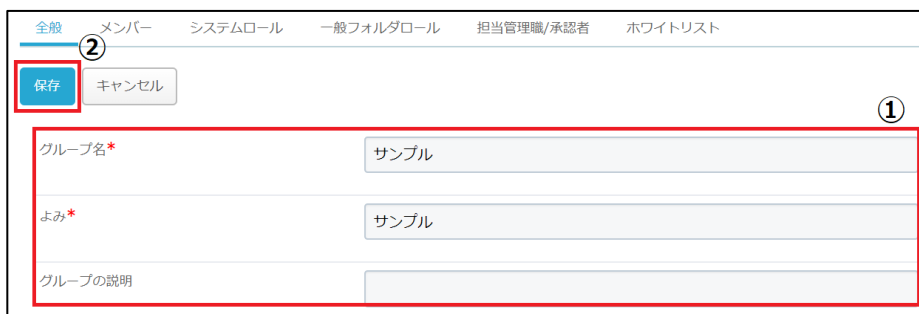 全般 メンバー システムロール 一般フォルダロール 担当管理職/承認者 ホワイトリスト
②
保存 キャンセル
①
グループ名* サンプル
よみ* サンプル
グループの説明